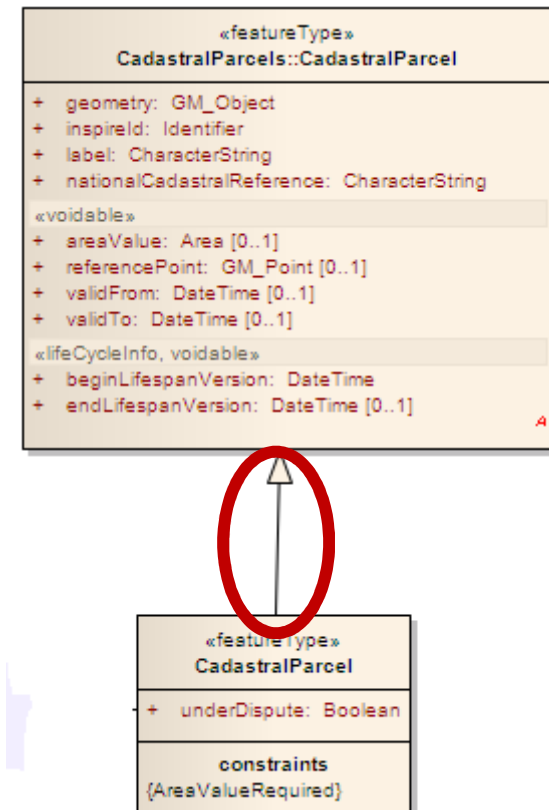 «featureType»
CadastralParcels::CadastralParcel
+ geometry: GM_Object
+ inspireId: Identifier
+ label: CharacterString
+ nationalCadastralReference: CharacterString
«voidable»
+ areaValue: Area [0..1]
+ referencePoint: GM_Point [0..1]
+ validFrom: DateTime [0..1]
+ validTo: DateTime [0..1]
«lifeCycleInfo, voidable»
+ beginLifespanVersion: DateTime
+ endLifespanVersion: DateTime [0..1]
A
«featureType»
CadastralParcel
+ underDispute: Boolean
constraints
{AreaValueRequired}